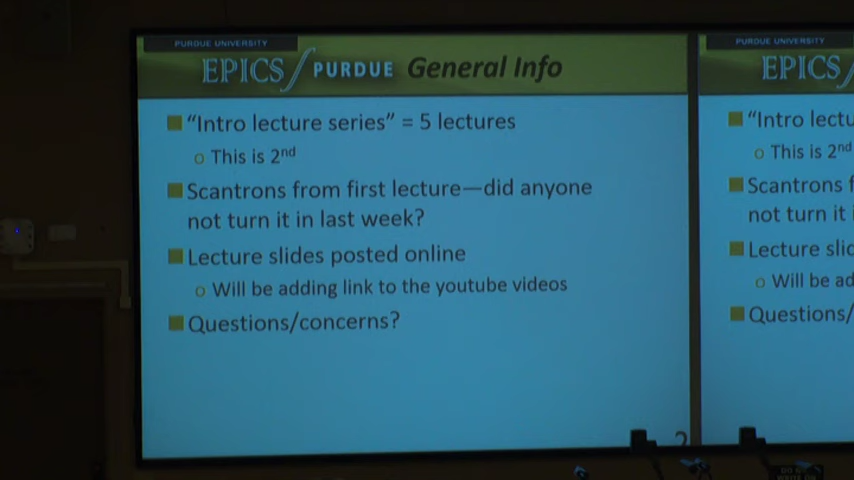 PURDUE UNIVERSITY
EPICS PURDUE General Info
"Intro lecture series" = 5 lectures
o This is 2nd
Scantrons from first lecture—did anyone
not turn it in last week?
Lecture slides posted online
o Will be adding link to the youtube videos
Questions/concerns?
2
PURDUE UNIVERSITY
EPICS
"Intro lectu
o This is 2nd
Scantrons f
not turn it i
Lecture slid
o Will be ad
Questions/